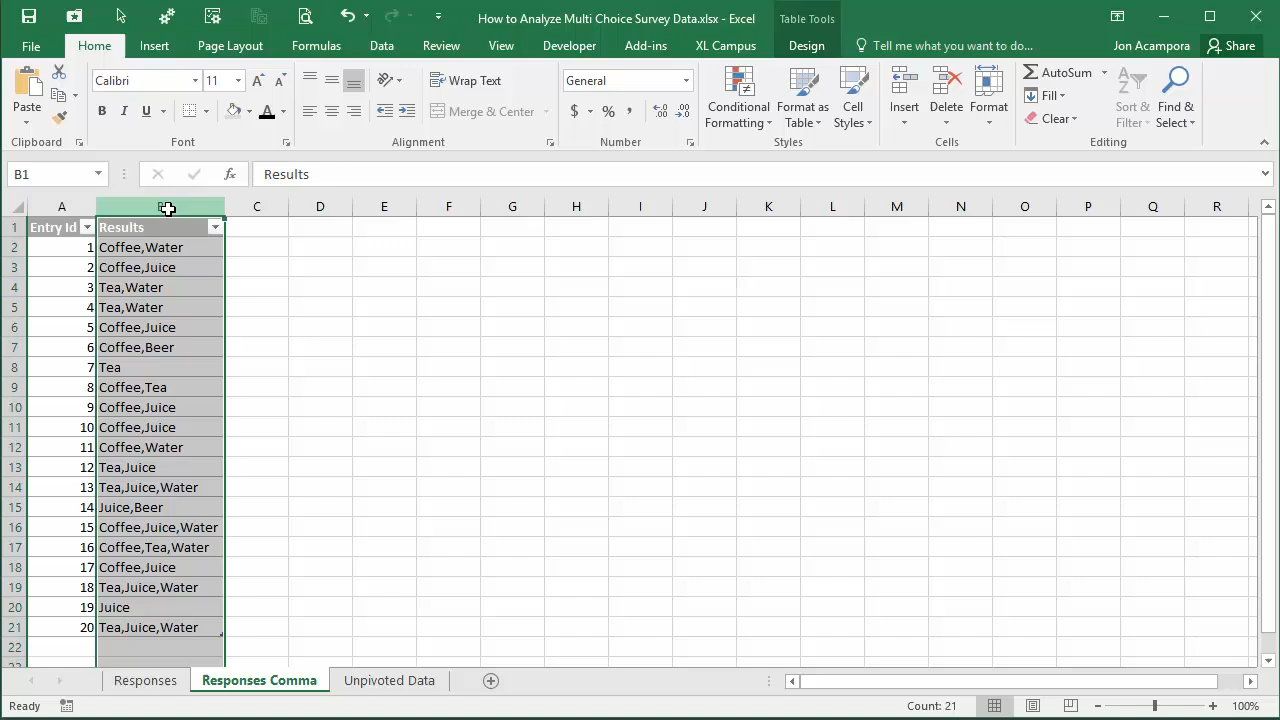 How to Analyze Multi Choice Survey Data.xlsx - Excel
Table Tools
File Home Insert Page Layout Formulas Data Review View Developer Add-ins XL Campus Design Tell me what you want to do... Jon Acampora Share
Paste
Clipboard
Calibri 11
B I U A
Font
Wrap Text
Merge & Center
Alignment
General
$ % ,
Number
Conditional Formatting
Format as Table
Cell Styles
Styles
Insert Delete Format
Cells
AutoSum
Fill
Clear
Sort & Filter
Find & Select
Editing
B1 fx Results
A C D E F G H I J K L M N O P Q R
1 Entry Id Results
2 1 Coffee,Water
3 2 Coffee,Juice
4 3 Tea,Water
5 4 Tea,Water
6 5 Coffee,Juice
7 6 Coffee,Beer
8 7 Tea
9 8 Coffee,Tea
10 9 Coffee,Juice
11 10 Coffee,Juice
12 11 Coffee,Water
13 12 Tea,Juice
14 13 Tea,Juice,Water
15 14 Juice,Beer
16 15 Coffee,Juice,Water
17 16 Coffee,Tea,Water
18 17 Coffee,Juice
19 18 Tea,Juice,Water
20 19 Juice
21 20 Tea,Juice,Water
22
Responses Responses Comma Unpivoted Data
Ready Count: 21 100%